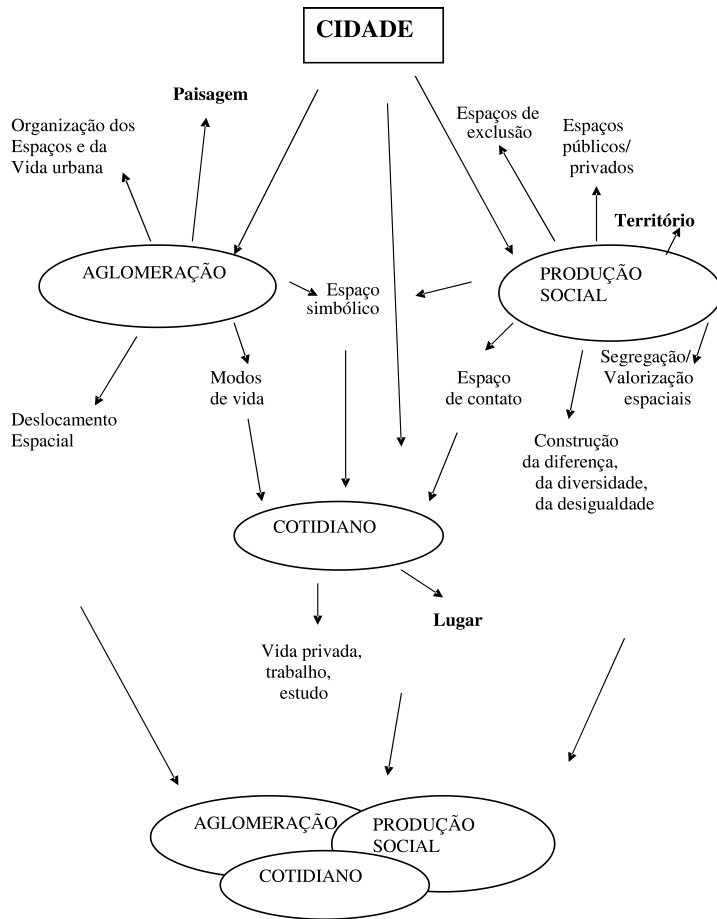 CIDADE
Paisagem
Organização dos
Espaços e da
Vida urbana
Espaços de
exclusão
Espaços
públicos/
privados
Território
AGLOMERAÇÃO
Espaço
simbólico
PRODUÇÃO
SOCIAL
Modos
de vida
Espaço
de contato
Segregação/
Valorização
espaciais
Deslocamento
Espacial
Construção
da diferença,
da diversidade,
da desigualdade
COTIDIANO
Lugar
Vida privada,
trabalho,
estudo
AGLOMERAÇÃO
PRODUÇÃO
SOCIAL
COTIDIANO